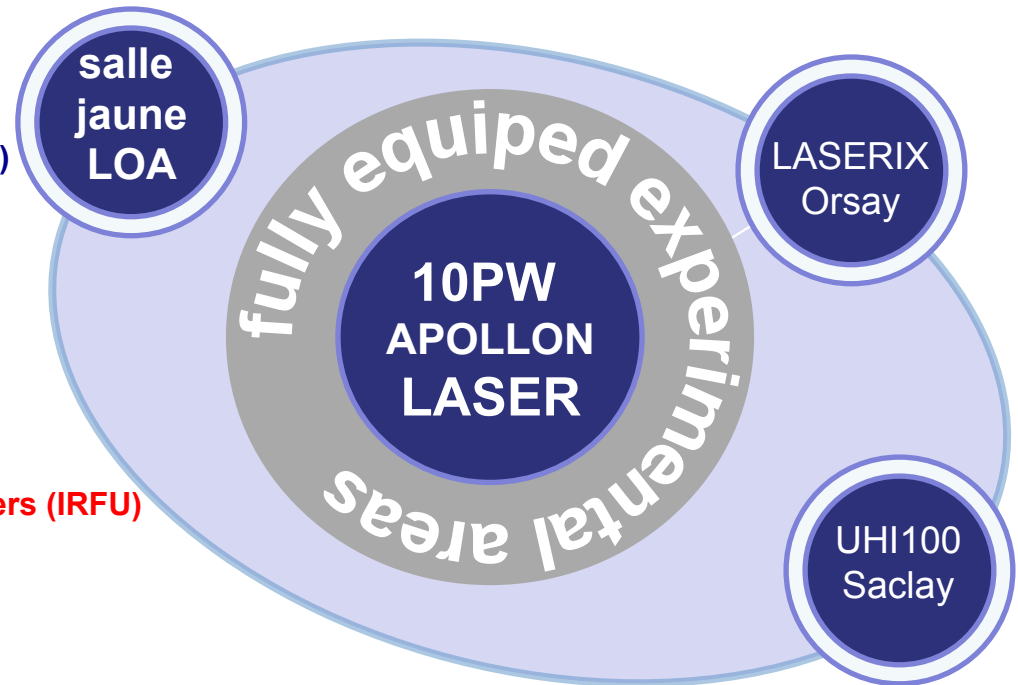 salle
jaune
LOA
)
fully equiped experimental areas
10PW
APOLLON
LASER
LASERIX
Orsay
ers (IRFU)
UHI100
Saclay